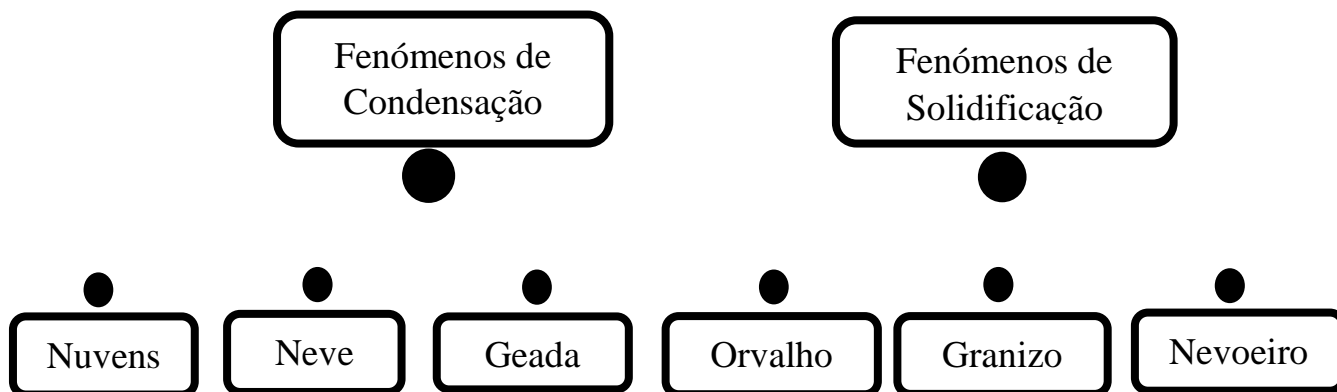 Fenómenos de
Condensação
Fenómenos de
Solidificação
Nuvens
Neve
Geada
Orvalho
Granizo
Nevoeiro